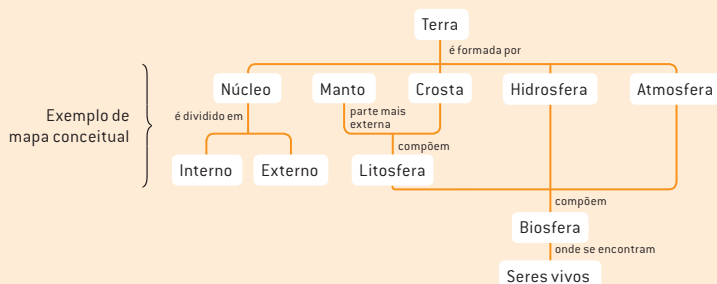 Terra
é formada por
Núcleo
Manto
Crosta
Hidrosfera
Atmosfera
Exemplo de
mapa conceitual
é dividido em
parte mais
externa
compõem
Interno
Externo
Litosfera
compõem
Biosfera
onde se encontram
Seres vivos